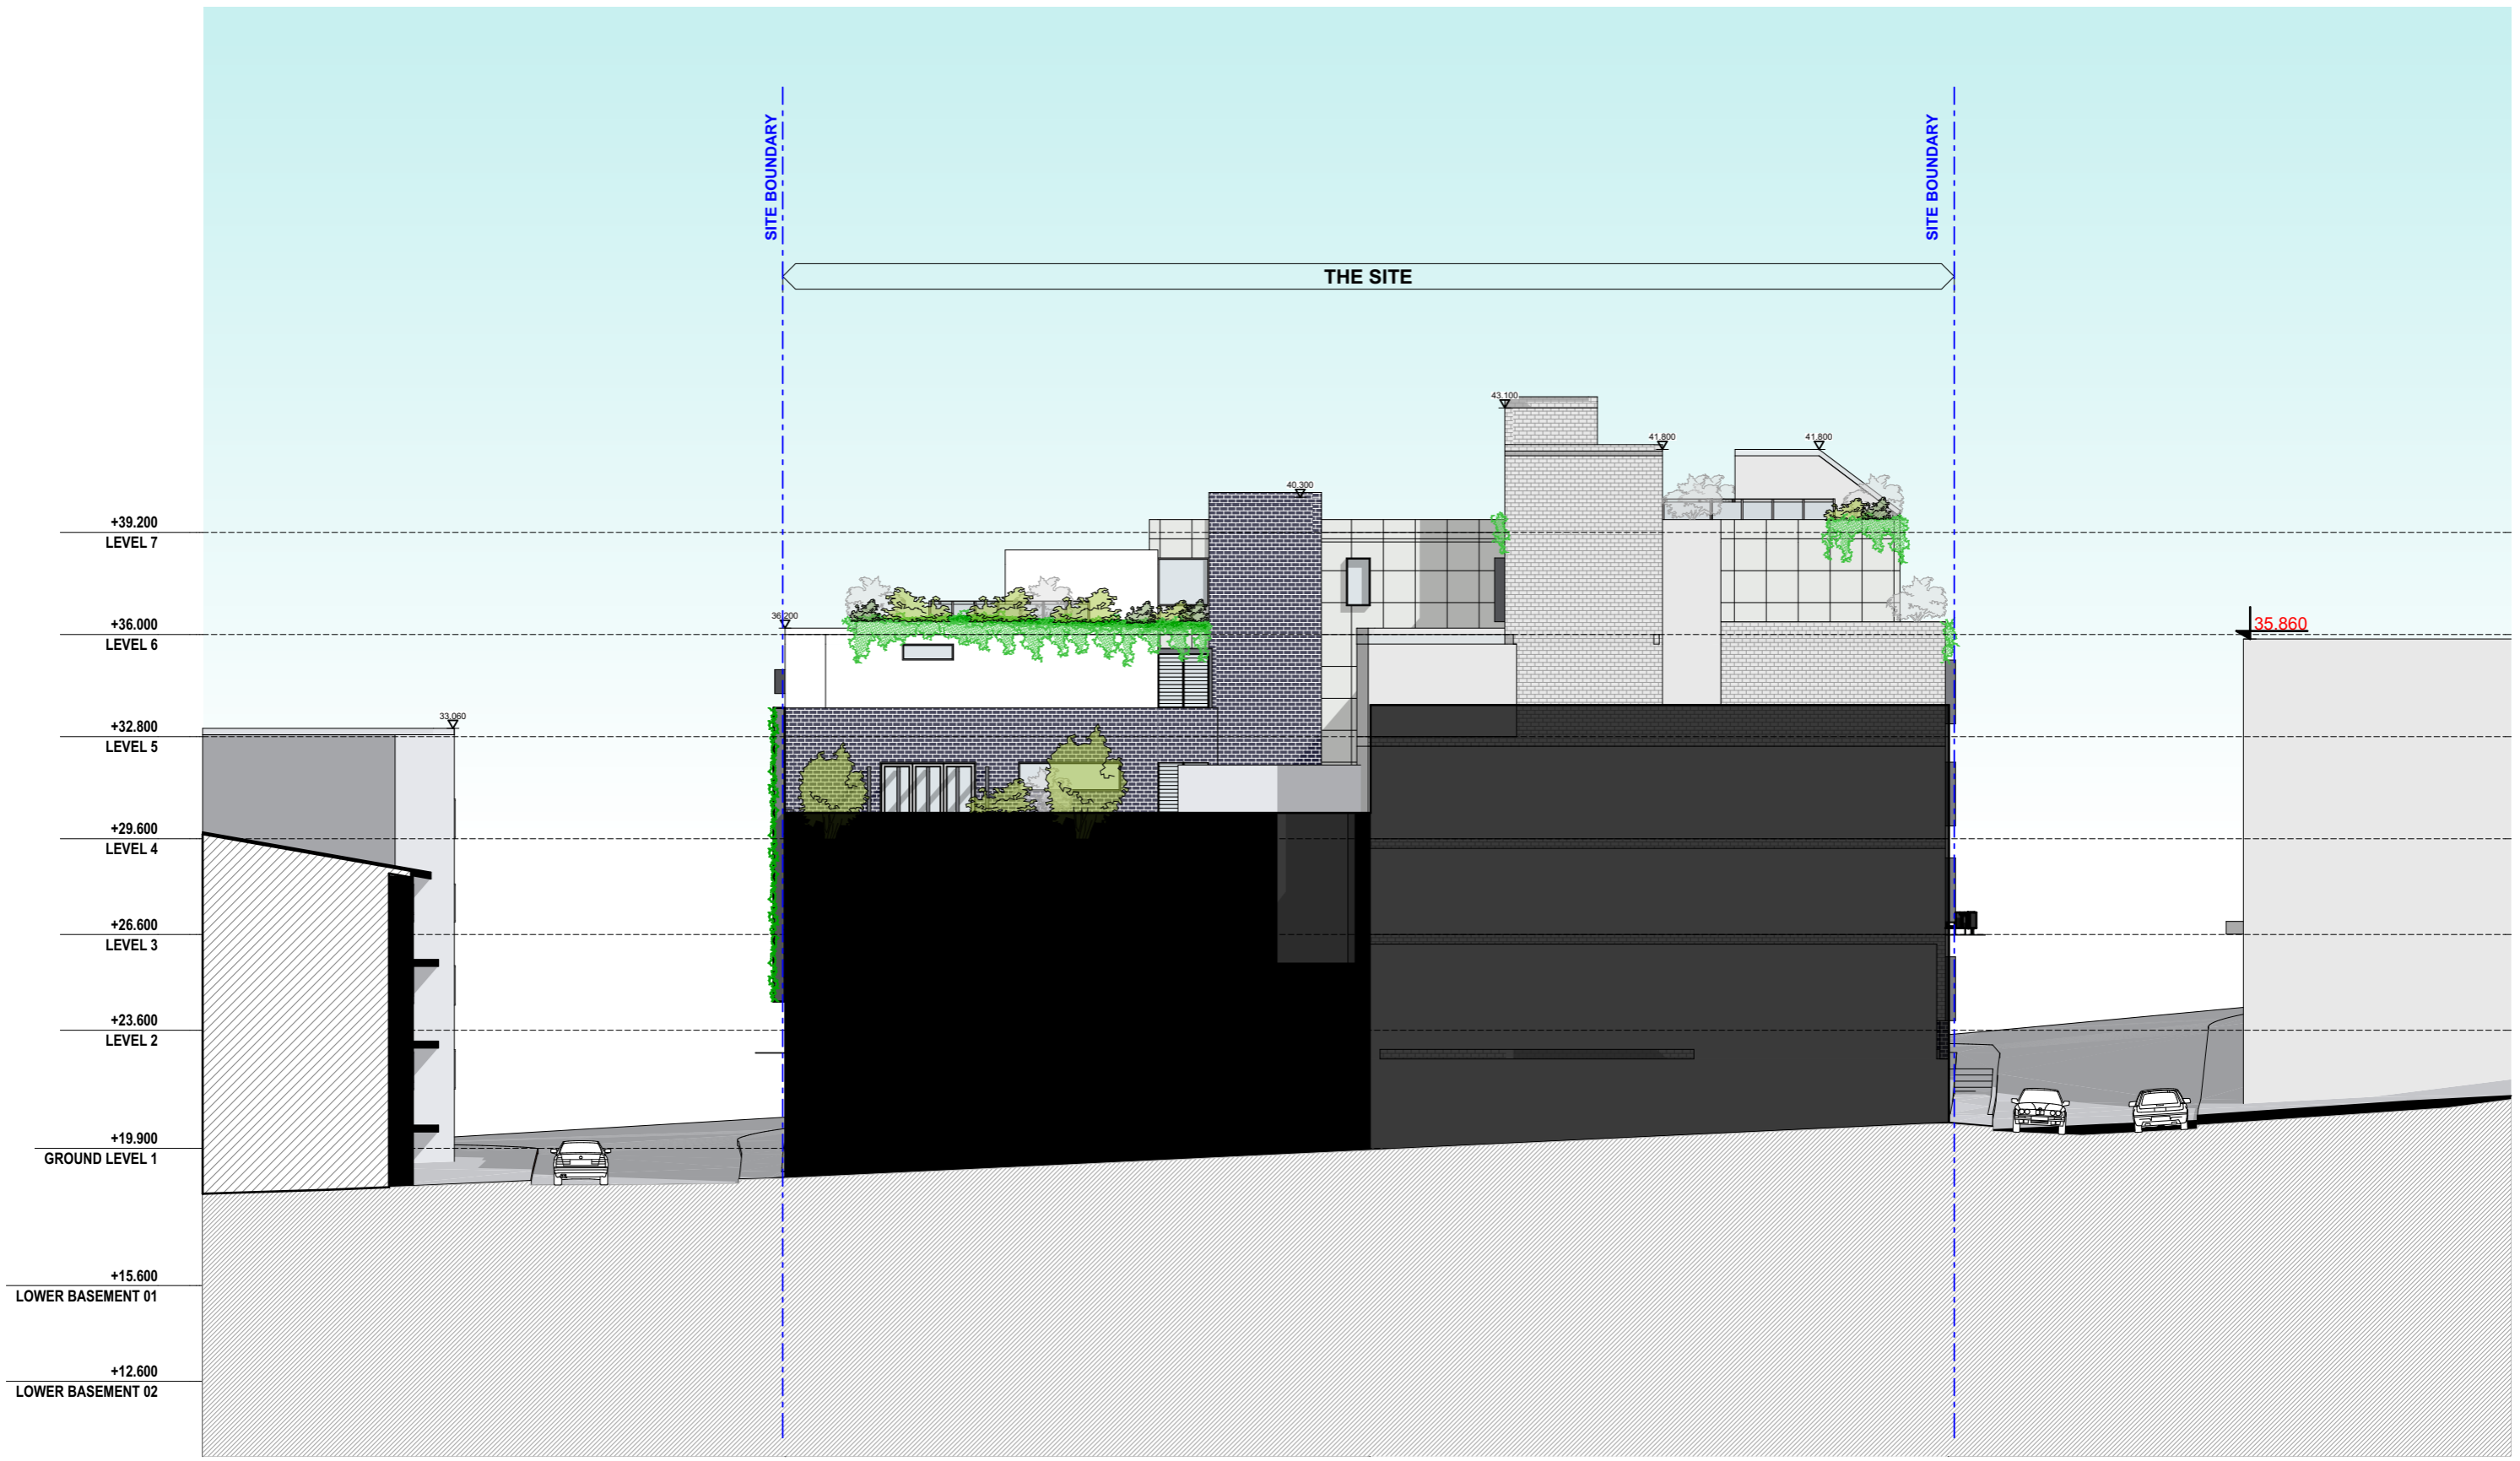 SITE BOUNDARY
SITE BOUNDARY
THE SITE
43.100
41.800
41.800
40.300
+39.200
LEVEL 7
36.200
+36.000
LEVEL 6
35.860
33.060
+32.800
LEVEL 5
+29.600
LEVEL 4
+26.600
LEVEL 3
+23.600
LEVEL 2
+19.900
GROUND LEVEL 1
+15.600
LOWER BASEMENT 01
+12.600
LOWER BASEMENT 02